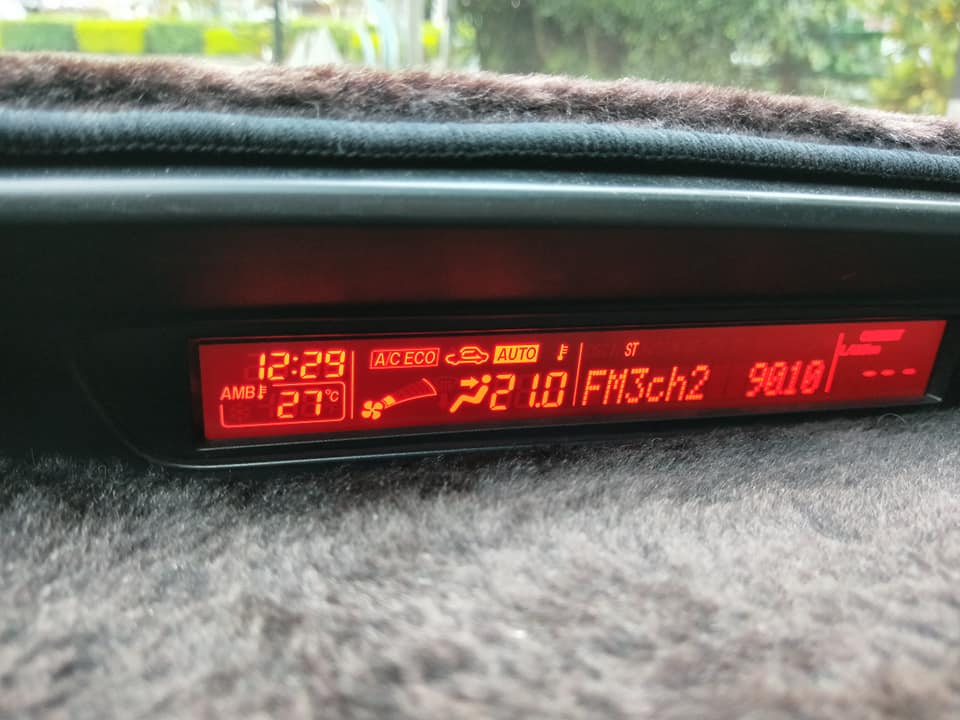 12:29 A/C ECO AUTO ST
AMB 27°C 21.0 FM3ch2 90.10
---